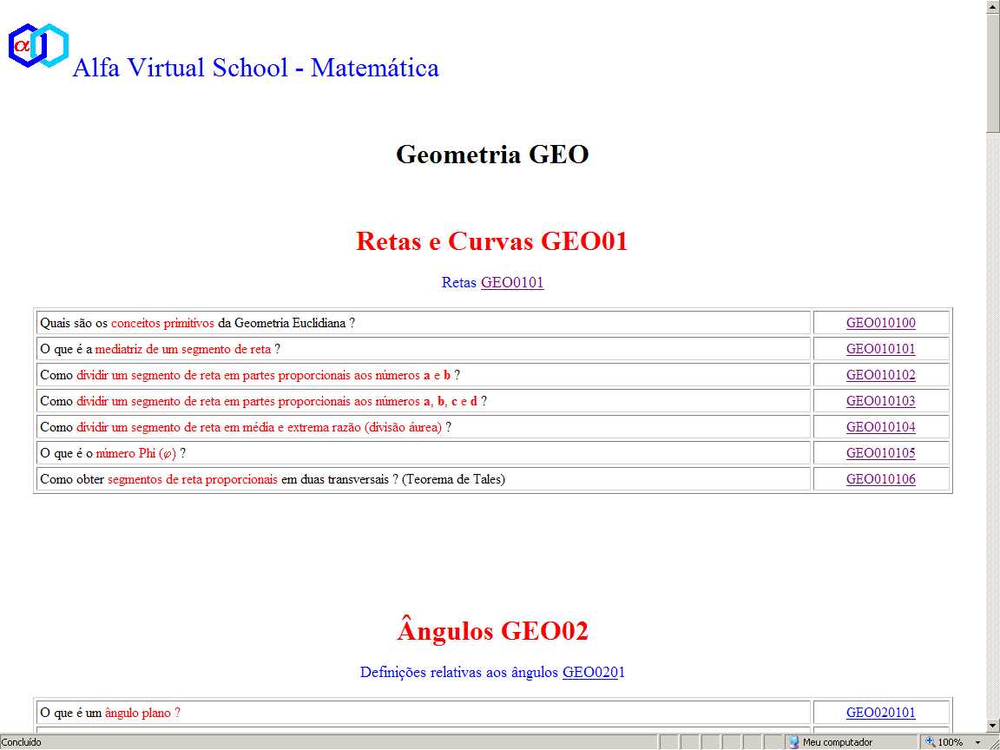 α
Alfa Virtual School - Matemática
Geometria GEO
Retas e Curvas GEO01
Retas GEO0101
Quais são os conceitos primitivos da Geometria Euclidiana ? GEO010100
O que é a mediatriz de um segmento de reta ? GEO010101
Como dividir um segmento de reta em partes proporcionais aos números a e b ? GEO010102
Como dividir um segmento de reta em partes proporcionais aos números a, b, c e d ? GEO010103
Como dividir um segmento de reta em média e extrema razão (divisão áurea) ? GEO010104
O que é o número Phi (φ) ? GEO010105
Como obter segmentos de reta proporcionais em duas transversais ? (Teorema de Tales) GEO010106
Ângulos GEO02
Definições relativas aos ângulos GEO0201
O que é um ângulo plano ? GEO020101
Concluído Meu computador 100%